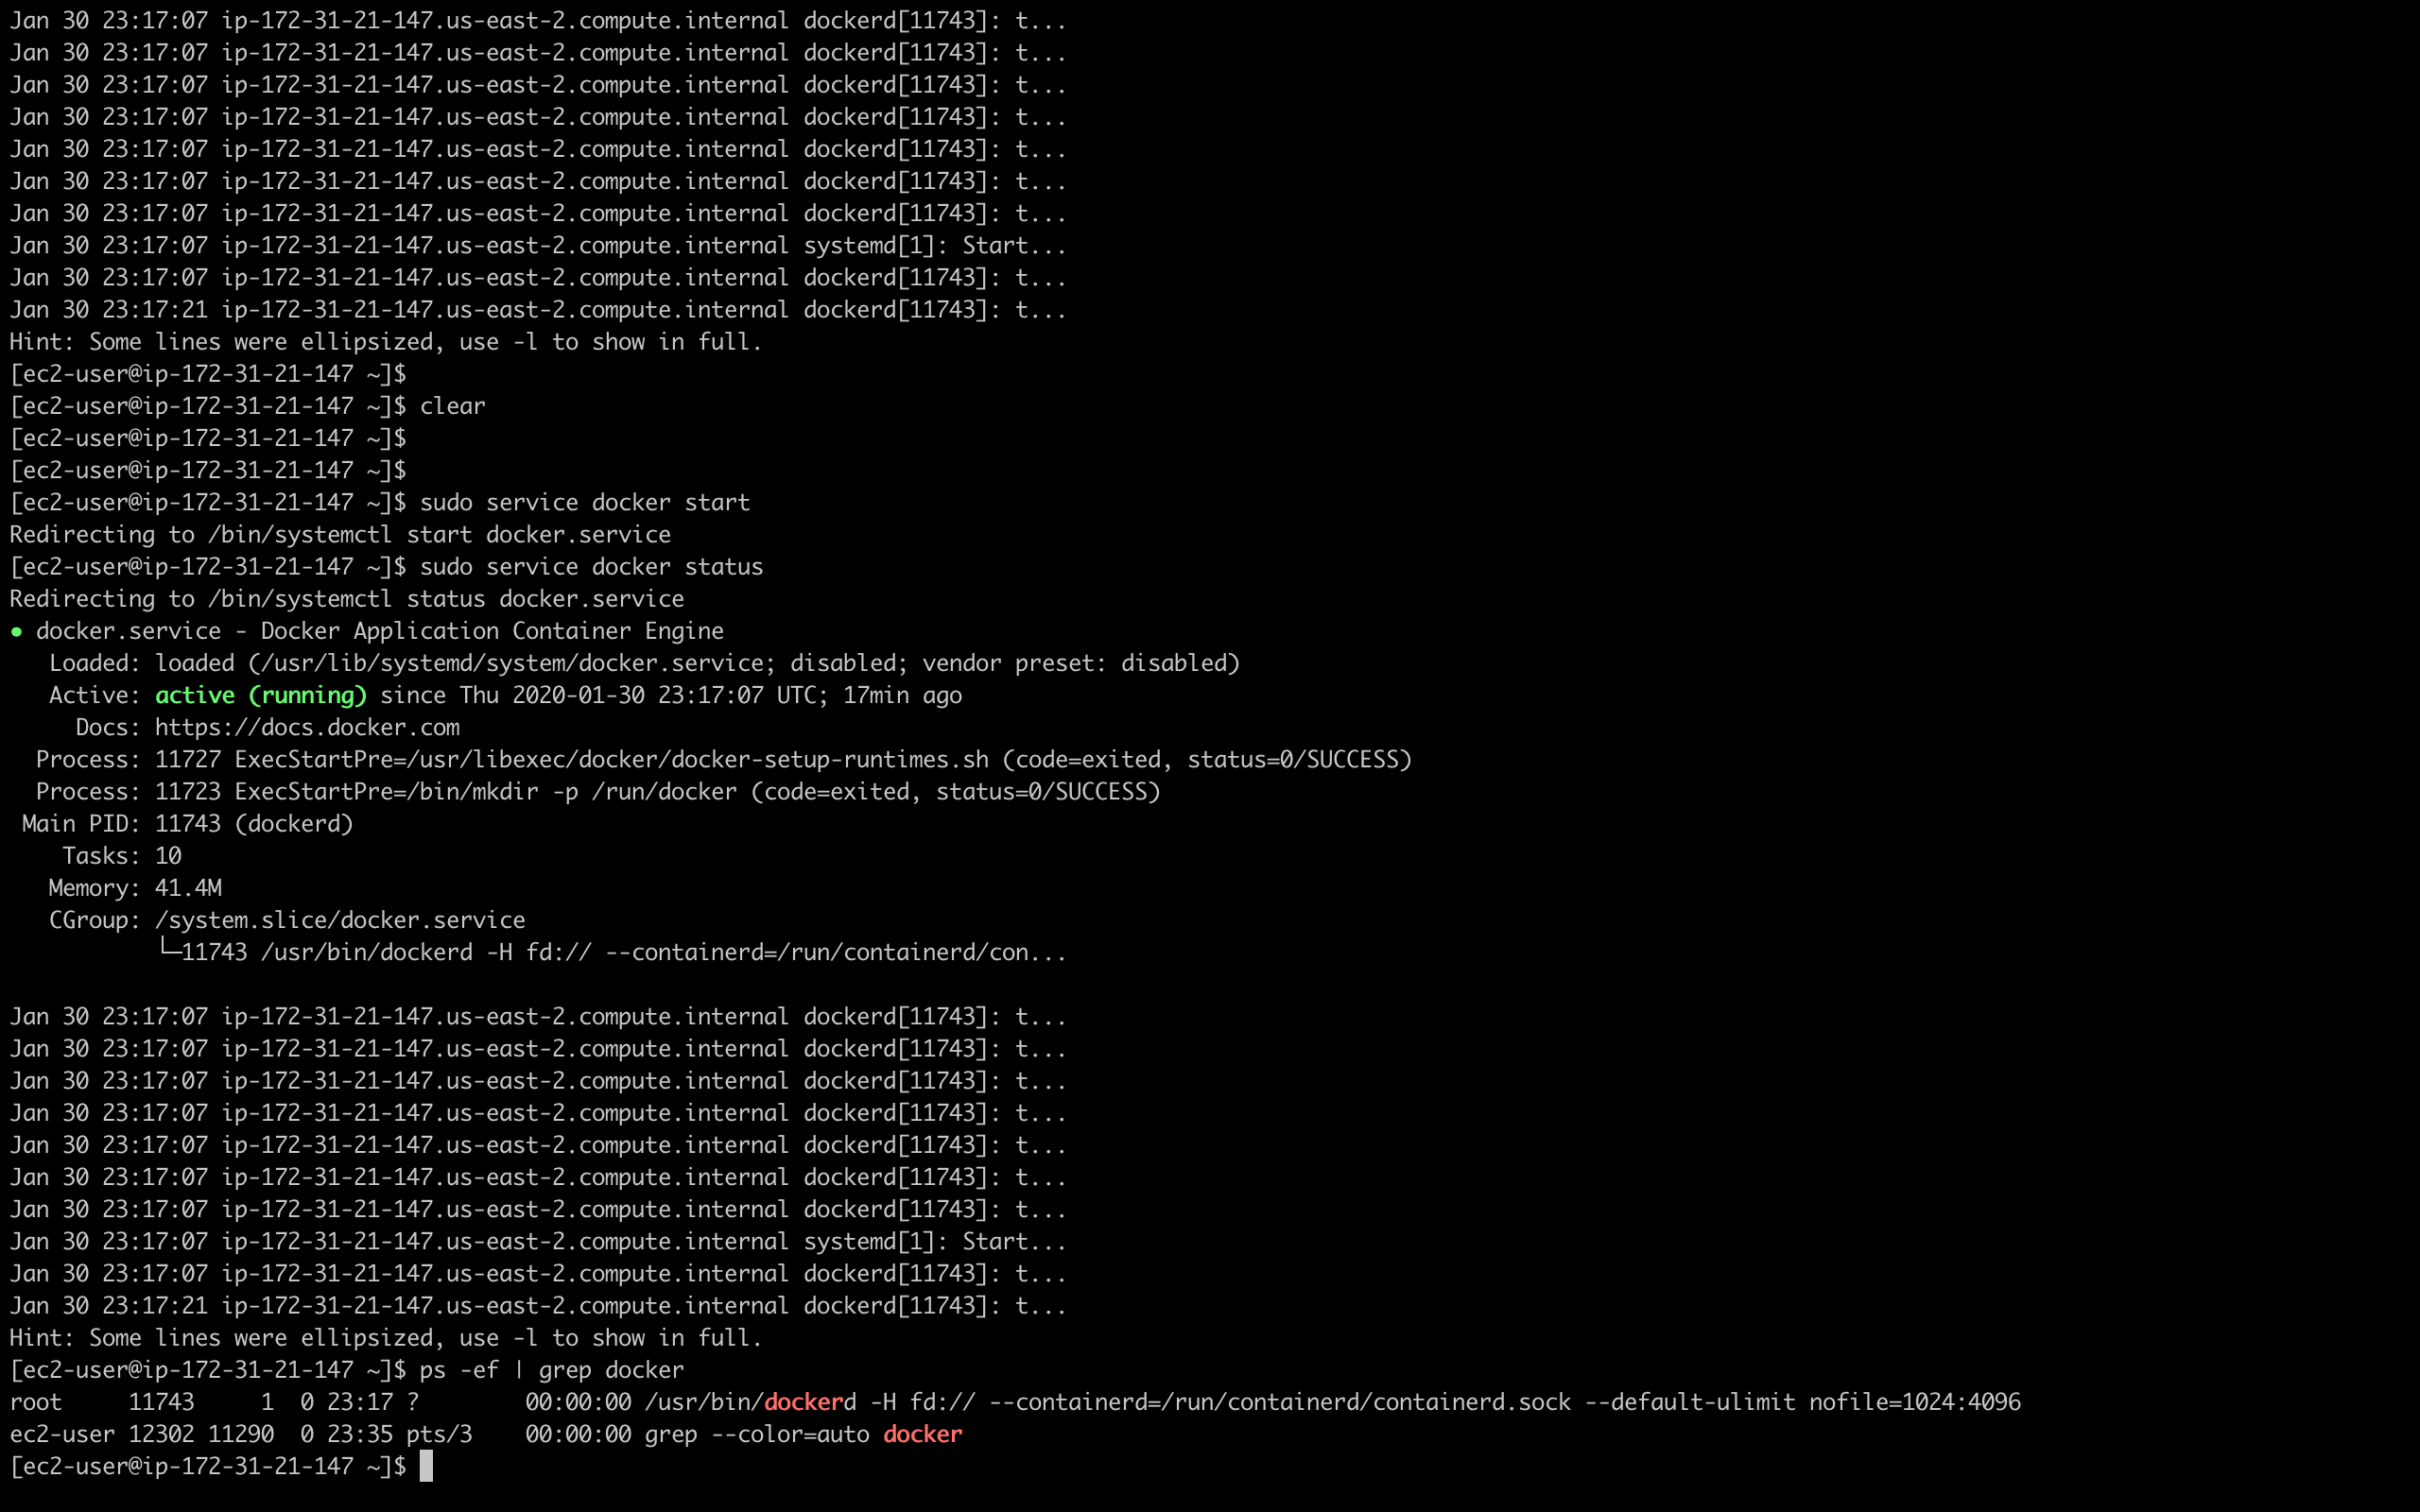 Jan 30 23:17:07 ip-172-31-21-147.us-east-2.compute.internal dockerd[11743]: t...
Jan 30 23:17:07 ip-172-31-21-147.us-east-2.compute.internal dockerd[11743]: t...
Jan 30 23:17:07 ip-172-31-21-147.us-east-2.compute.internal dockerd[11743]: t...
Jan 30 23:17:07 ip-172-31-21-147.us-east-2.compute.internal dockerd[11743]: t...
Jan 30 23:17:07 ip-172-31-21-147.us-east-2.compute.internal dockerd[11743]: t...
Jan 30 23:17:07 ip-172-31-21-147.us-east-2.compute.internal dockerd[11743]: t...
Jan 30 23:17:07 ip-172-31-21-147.us-east-2.compute.internal dockerd[11743]: t...
Jan 30 23:17:07 ip-172-31-21-147.us-east-2.compute.internal systemd[1]: Start...
Jan 30 23:17:07 ip-172-31-21-147.us-east-2.compute.internal dockerd[11743]: t...
Jan 30 23:17:21 ip-172-31-21-147.us-east-2.compute.internal dockerd[11743]: t...
Hint: Some lines were ellipsized, use -l to show in full.
[ec2-user@ip-172-31-21-147 ~]$
[ec2-user@ip-172-31-21-147 ~]$ clear
[ec2-user@ip-172-31-21-147 ~]$
[ec2-user@ip-172-31-21-147 ~]$
[ec2-user@ip-172-31-21-147 ~]$ sudo service docker start
Redirecting to /bin/systemctl start docker.service
[ec2-user@ip-172-31-21-147 ~]$ sudo service docker status
Redirecting to /bin/systemctl status docker.service
● docker.service - Docker Application Container Engine
   Loaded: loaded (/usr/lib/systemd/system/docker.service; disabled; vendor preset: disabled)
   Active: active (running) since Thu 2020-01-30 23:17:07 UTC; 17min ago
     Docs: https://docs.docker.com
  Process: 11727 ExecStartPre=/usr/libexec/docker/docker-setup-runtimes.sh (code=exited, status=0/SUCCESS)
  Process: 11723 ExecStartPre=/bin/mkdir -p /run/docker (code=exited, status=0/SUCCESS)
 Main PID: 11743 (dockerd)
    Tasks: 10
   Memory: 41.4M
   CGroup: /system.slice/docker.service
           └─11743 /usr/bin/dockerd -H fd:// --containerd=/run/containerd/con...
Jan 30 23:17:07 ip-172-31-21-147.us-east-2.compute.internal dockerd[11743]: t...
Jan 30 23:17:07 ip-172-31-21-147.us-east-2.compute.internal dockerd[11743]: t...
Jan 30 23:17:07 ip-172-31-21-147.us-east-2.compute.internal dockerd[11743]: t...
Jan 30 23:17:07 ip-172-31-21-147.us-east-2.compute.internal dockerd[11743]: t...
Jan 30 23:17:07 ip-172-31-21-147.us-east-2.compute.internal dockerd[11743]: t...
Jan 30 23:17:07 ip-172-31-21-147.us-east-2.compute.internal dockerd[11743]: t...
Jan 30 23:17:07 ip-172-31-21-147.us-east-2.compute.internal dockerd[11743]: t...
Jan 30 23:17:07 ip-172-31-21-147.us-east-2.compute.internal systemd[1]: Start...
Jan 30 23:17:07 ip-172-31-21-147.us-east-2.compute.internal dockerd[11743]: t...
Jan 30 23:17:21 ip-172-31-21-147.us-east-2.compute.internal dockerd[11743]: t...
Hint: Some lines were ellipsized, use -l to show in full.
[ec2-user@ip-172-31-21-147 ~]$ ps -ef | grep docker
root     11743     1  0 23:17 ?        00:00:00 /usr/bin/dockerd -H fd:// --containerd=/run/containerd/containerd.sock --default-ulimit nofile=1024:4096
ec2-user 12302 11290  0 23:35 pts/3    00:00:00 grep --color=auto docker
[ec2-user@ip-172-31-21-147 ~]$